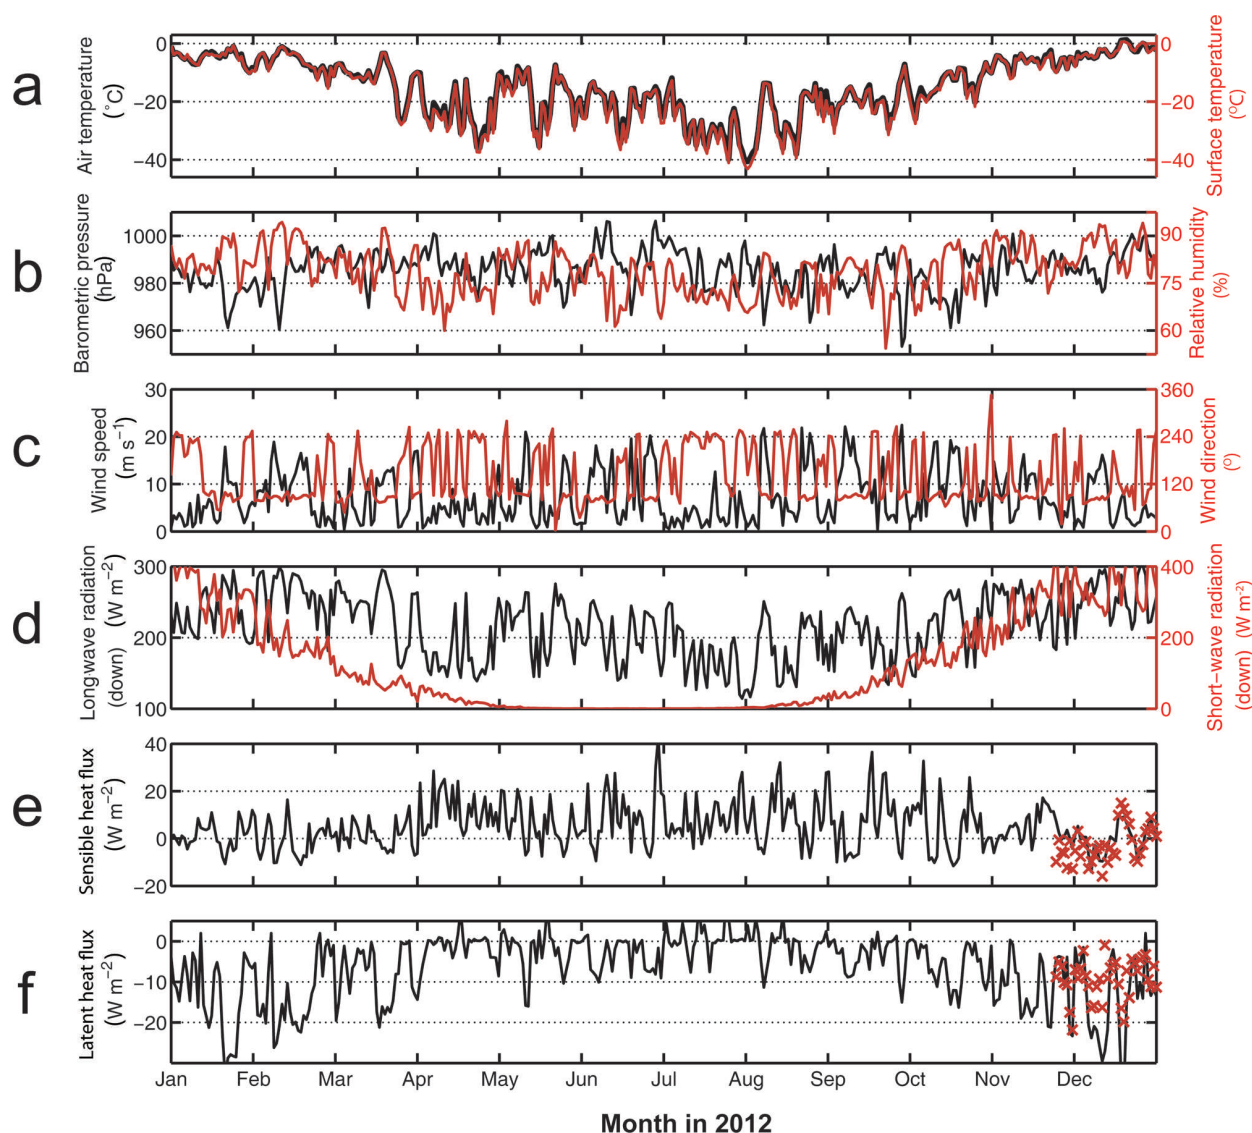 a
Air temperature
(°C)
0
−20
−40
0
−20
−40
Surface temperature
(°C)
b
Barometric pressure
(hPa)
1000
980
960
90
75
60
Relative humidity
(%)
c
Wind speed
(m s⁻¹)
30
20
10
0
360
240
120
0
Wind direction
(°)
d
Longwave radiation
(down) (W m⁻²)
300
200
100
400
200
0
Short−wave radiation
(down) (W m⁻²)
e
Sensible heat flux
(W m⁻²)
40
20
0
−20
f
Latent heat flux
(W m⁻²)
0
−10
−20
Jan Feb Mar Apr May Jun Jul Aug Sep Oct Nov Dec
Month in 2012